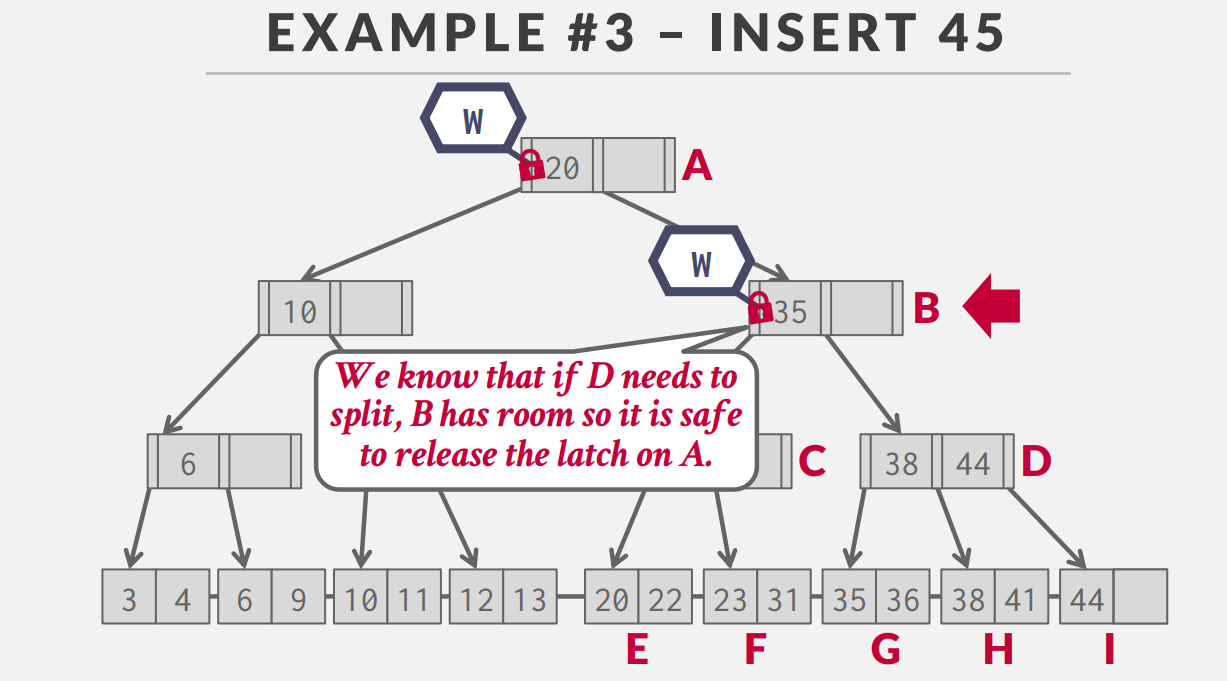 EXAMPLE #3 – INSERT 45
W
20 A
W
10
35 B
We know that if D needs to
split, B has room so it is safe
to release the latch on A.
6
C
38 44 D
3 4 6 9 10 11 12 13 20 22 23 31 35 36 38 41 44
E F G H I